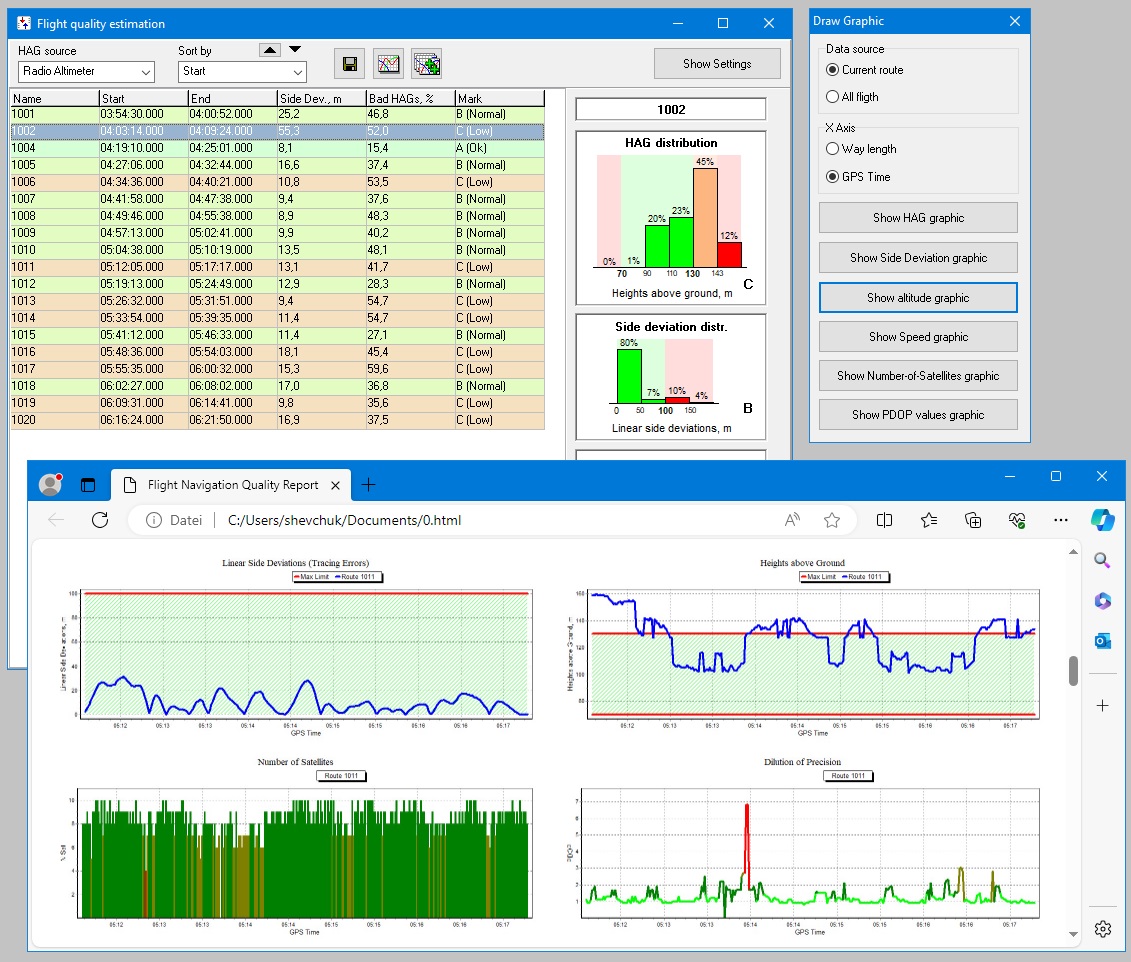 Flight quality estimation
HAG source
Sort by
Radio Altimeter
Start
Show Settings
Name Start End Side Dev., m Bad HAGs, % Mark
1001 03:54:30.000 04:00:52.000 25,2 46,8 B (Normal)
1002 04:03:14.000 04:09:24.000 55,3 52,0 C (Low)
1004 04:19:10.000 04:25:01.000 8,1 15,4 A (Ok)
1005 04:27:06.000 04:32:44.000 16,6 37,4 B (Normal)
1006 04:34:36.000 04:40:21.000 10,8 53,5 C (Low)
1007 04:41:58.000 04:47:38.000 9,4 37,6 B (Normal)
1008 04:49:46.000 04:55:38.000 8,9 48,3 B (Normal)
1009 04:57:13.000 05:02:41.000 9,9 40,2 B (Normal)
1010 05:04:38.000 05:10:19.000 13,5 48,1 B (Normal)
1011 05:12:05.000 05:17:17.000 13,1 41,7 C (Low)
1012 05:19:13.000 05:24:49.000 12,9 28,3 B (Normal)
1013 05:26:32.000 05:31:51.000 9,4 54,7 C (Low)
1014 05:33:54.000 05:39:35.000 11,4 54,7 C (Low)
1015 05:41:12.000 05:46:33.000 11,4 27,1 B (Normal)
1016 05:48:36.000 05:54:03.000 18,1 45,4 C (Low)
1017 05:55:35.000 06:00:32.000 15,3 59,6 C (Low)
1018 06:02:27.000 06:08:02.000 17,0 36,8 B (Normal)
1019 06:09:31.000 06:14:41.000 9,8 35,6 C (Low)
1020 06:16:24.000 06:21:50.000 16,9 37,5 C (Low)
1002
HAG distribution
45%
20% 23%
12%
0% 1%
70 90 110 130 143
C
Heights above ground, m
Side deviation distr.
80%
7% 10% 4%
0 50 100 150
B
Linear side deviations, m
Draw Graphic
Data source
Current route
All fligth
X Axis
Way length
GPS Time
Show HAG graphic
Show Side Deviation graphic
Show altitude graphic
Show Speed graphic
Show Number-of-Satellites graphic
Show PDOP values graphic
Flight Navigation Quality Report
Datei C:/Users/shevchuk/Documents/0.html
Linear Side Deviations (Tracing Errors)
Max Limit Route 1011
100
80
60
40
20
0
05:12 05:13 05:13 05:14 05:14 05:15 05:15 05:16 05:16 05:17
GPS Time
Heights above Ground
Max Limit Route 1011
Heights above Ground, m
160
140
120
100
80
05:12 05:13 05:13 05:14 05:14 05:15 05:15 05:16 05:16 05:17
GPS Time
Number of Satellites
Route 1011
10
8
6
4
2
05:12 05:13 05:13 05:14 05:14 05:15 05:15 05:16 05:16 05:17
GPS Time
Dilution of Precision
Route 1011
7
6
5
4
3
2
05:12 05:13 05:13 05:14 05:14 05:15 05:15 05:16 05:16 05:17
GPS Time